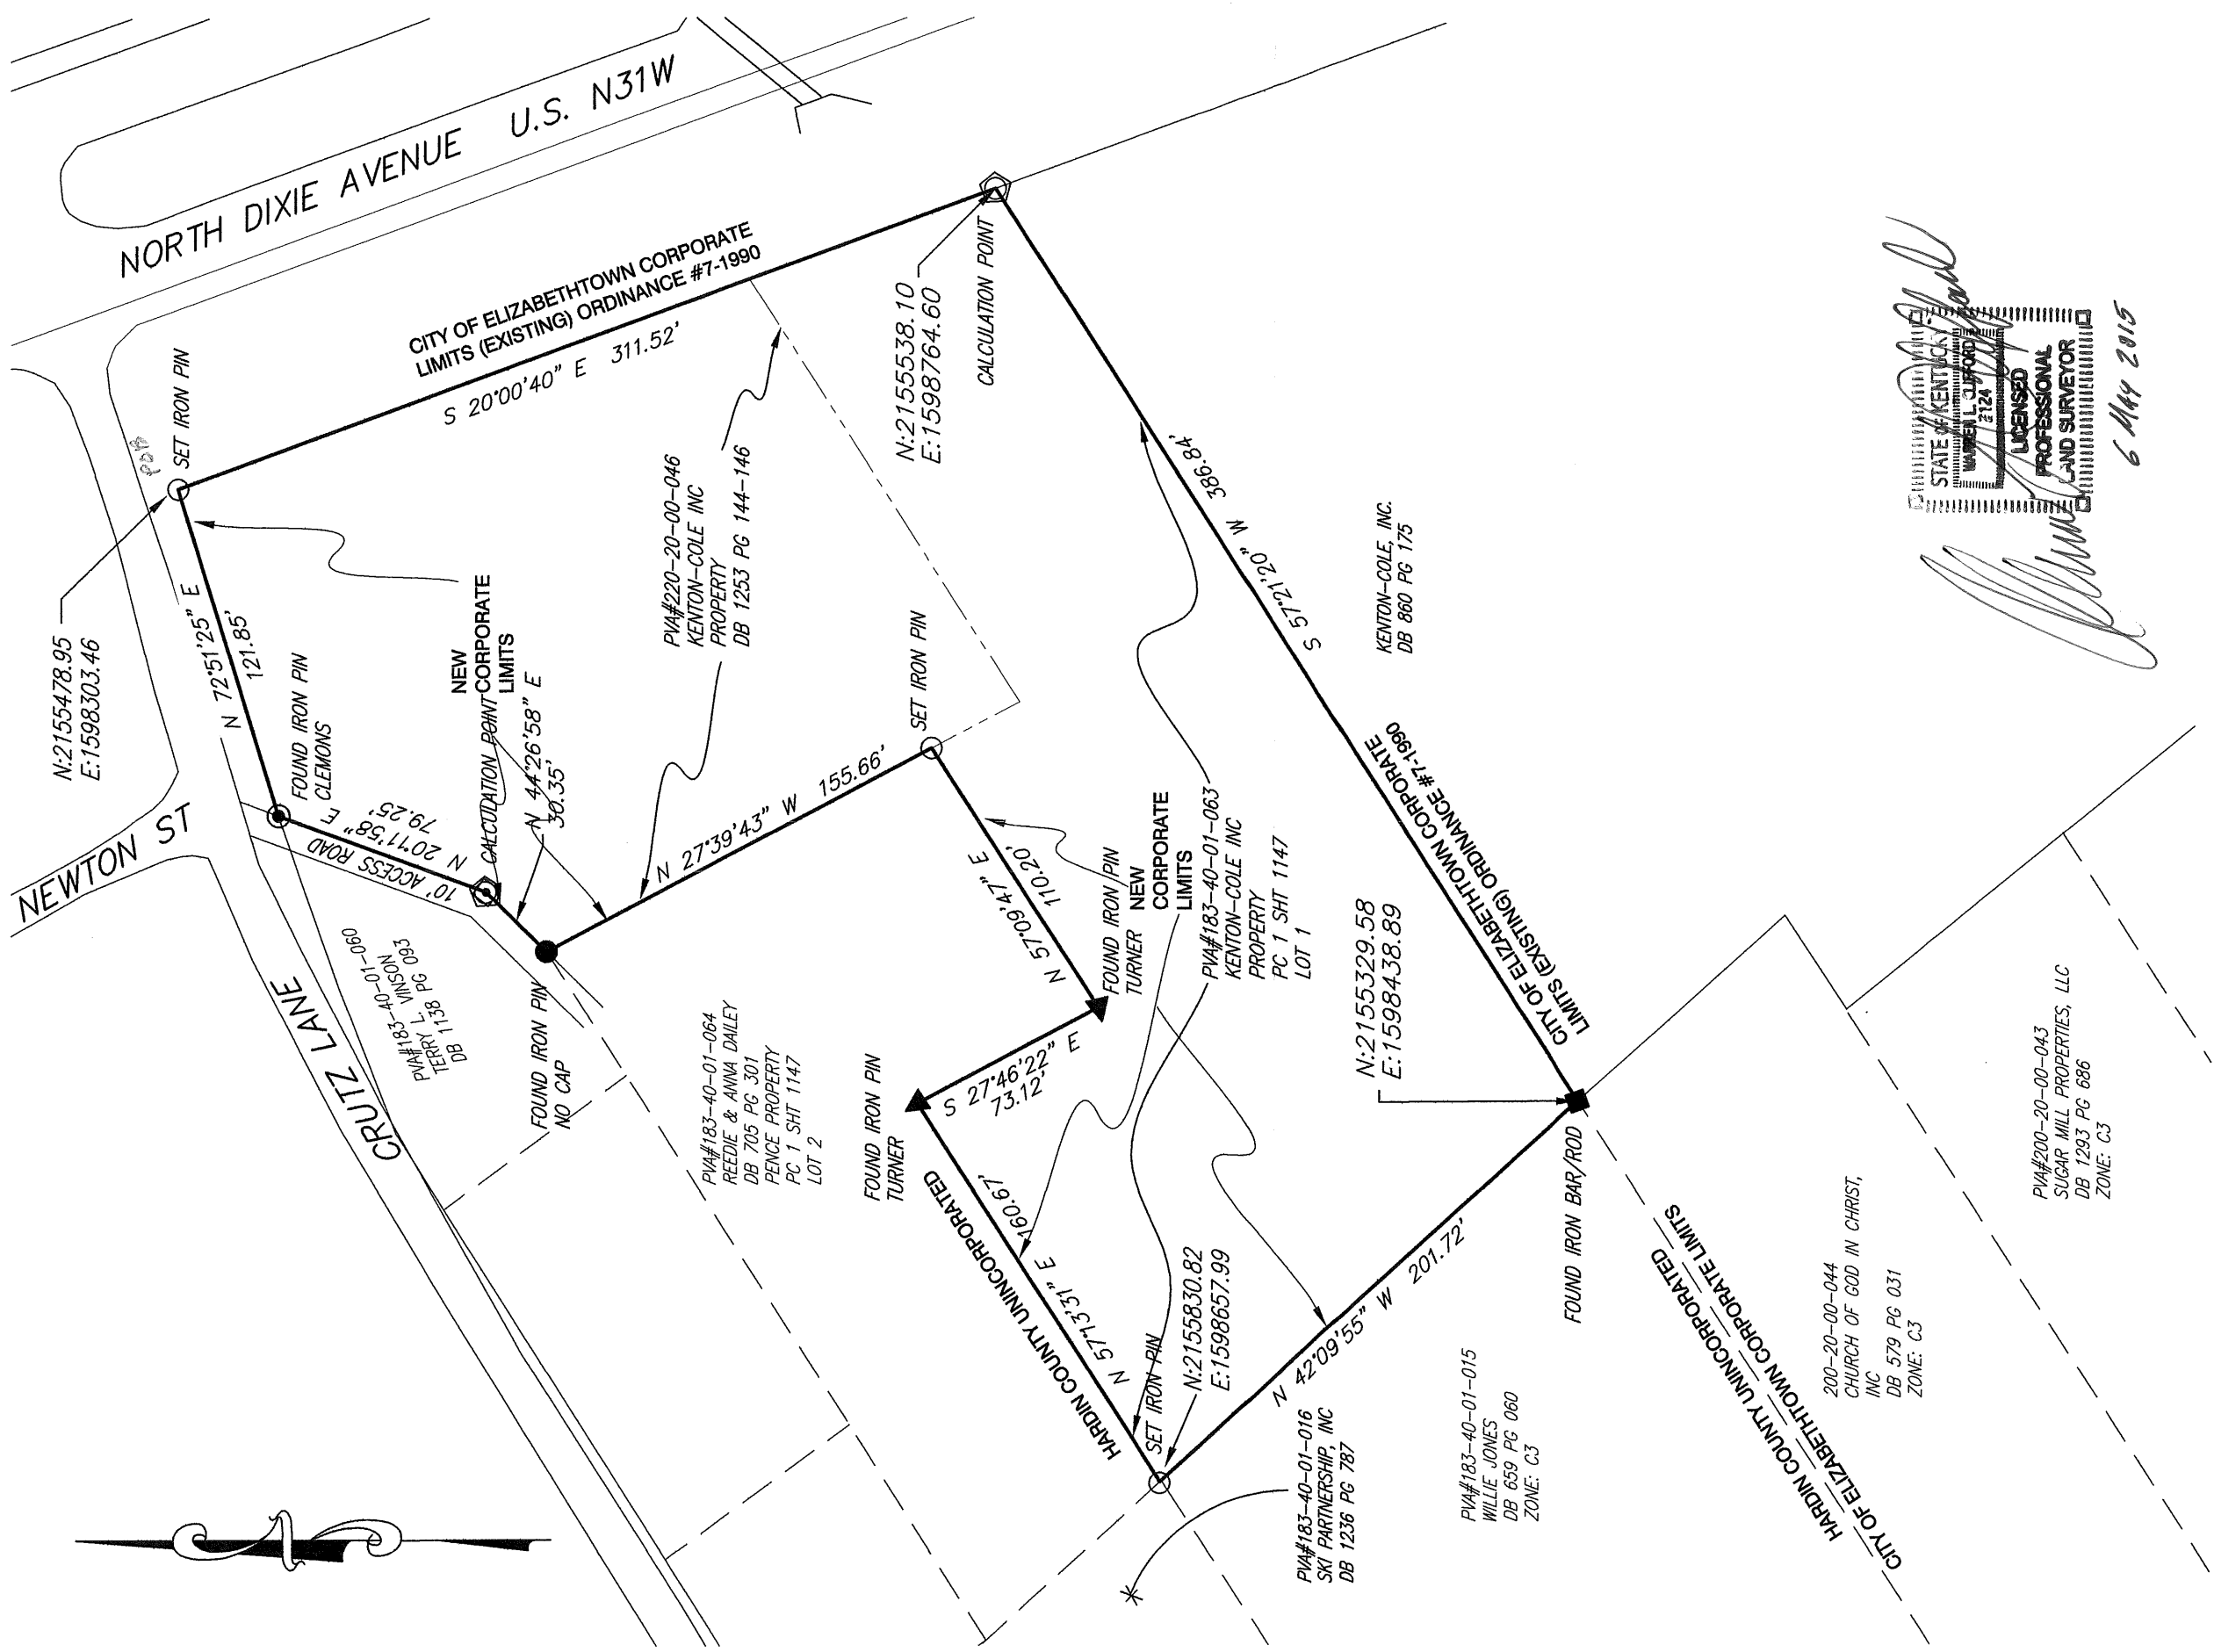 NORTH DIXIE AVENUE U.S. N31W
NEWTON ST
CRUTZ LANE
N:2155478.95
E:1598303.46
POB
SET IRON PIN
N 72°51'25" E
121.85'
CITY OF ELIZABETHTOWN CORPORATE
LIMITS (EXISTING) ORDINANCE #7-1990
S 20°00'40" E 311.52'
N:2155538.10
E:1598764.60
CALCULATION POINT
FOUND IRON PIN
CLEMONS
N 20°11'58" E
79.25'
10' ACCESS ROAD
NEW
CORPORATE
LIMITS
CALCULATION POINT
N 44°26'58" E
30.35'
PVA#220-20-00-046
KENTON-COLE INC
PROPERTY
DB 1253 PG 144-146
SET IRON PIN
N 27°39'43" W 155.66'
FOUND IRON PIN
NO CAP
PVA#183-40-01-060
TERRY L. VINSON
DB 1138 PG 093
PVA#183-40-01-064
REEDIE & ANNA DAILEY
DB 705 PG 301
PENCE PROPERTY
PC 1 SHT 1147
LOT 2
N 57°09'47" E
110.20'
FOUND IRON PIN
TURNER
NEW
CORPORATE
LIMITS
PVA#183-40-01-063
KENTON-COLE INC
PROPERTY
PC 1 SHT 1147
LOT 1
S 27°46'22" E
73.12'
FOUND IRON PIN
TURNER
HARDIN COUNTY UNINCORPORATED
N 57°13'31" E 160.67'
SET IRON PIN
N:2155830.82
E:1598657.99
N 42°09'55" W 201.72'
S 57°21'20" W 386.84'
CITY OF ELIZABETHTOWN CORPORATE
LIMITS (EXISTING) ORDINANCE #7-1990
KENTON-COLE, INC.
DB 860 PG 175
N:2155329.58
E:1598438.89
FOUND IRON BAR/ROD
PVA#183-40-01-016
SKI PARTNERSHIP, INC
DB 1236 PG 787
PVA#183-40-01-015
WILLIE JONES
DB 659 PG 060
ZONE: C3
HARDIN COUNTY UNINCORPORATED
CITY OF ELIZABETHTOWN CORPORATE LIMITS
200-20-00-044
CHURCH OF GOD IN CHRIST,
INC
DB 579 PG 031
ZONE: C3
PVA#200-20-00-043
SUGAR MILL PROPERTIES, LLC
DB 1293 PG 686
ZONE: C3
STATE OF KENTUCKY
WARREN L. CLIFFORD
2124
LICENSED
PROFESSIONAL
LAND SURVEYOR
6 MAY 2015